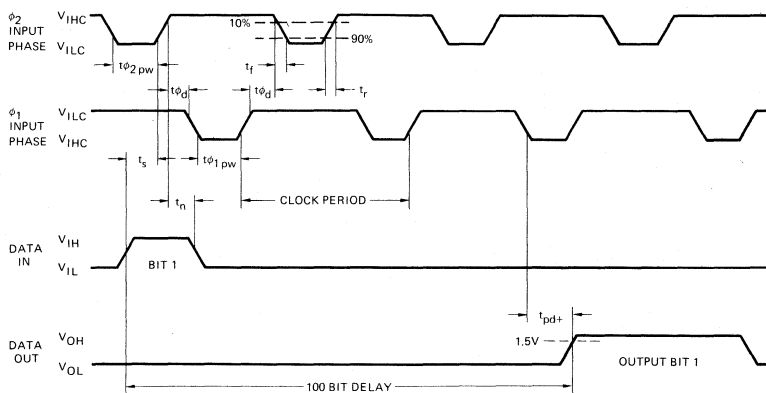 ϕ2 INPUT PHASE
VIHC
VILC
10%
90%
tϕ2 pw
tϕd
tϕd
tf
tr
ϕ1 INPUT PHASE
VILC
VIHC
ts
tϕ1 pw
tn
CLOCK PERIOD
DATA IN
VIH
VIL
BIT 1
tpd+
DATA OUT
VOH
VOL
1.5V
OUTPUT BIT 1
100 BIT DELAY